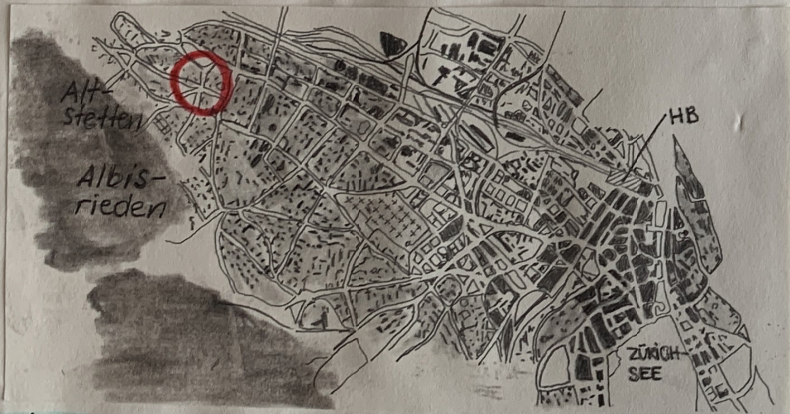 Alt-
stetten
Albis-
rieden
HB
ZÜRICH-
SEE